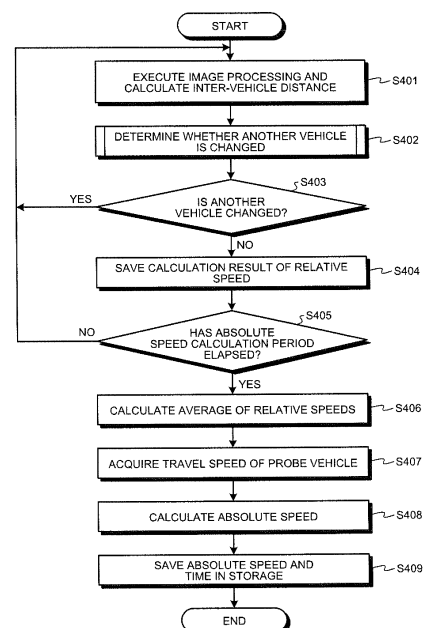 START
EXECUTE IMAGE PROCESSING AND
CALCULATE INTER-VEHICLE DISTANCE
S401
DETERMINE WHETHER ANOTHER VEHICLE
IS CHANGED
S402
S403
YES
IS ANOTHER
VEHICLE CHANGED?
NO
SAVE CALCULATION RESULT OF RELATIVE
SPEED
S404
S405
NO
HAS ABSOLUTE
SPEED CALCULATION PERIOD
ELAPSED?
YES
CALCULATE AVERAGE OF RELATIVE SPEEDS
S406
ACQUIRE TRAVEL SPEED OF PROBE VEHICLE
S407
CALCULATE ABSOLUTE SPEED
S408
SAVE ABSOLUTE SPEED AND
TIME IN STORAGE
S409
END